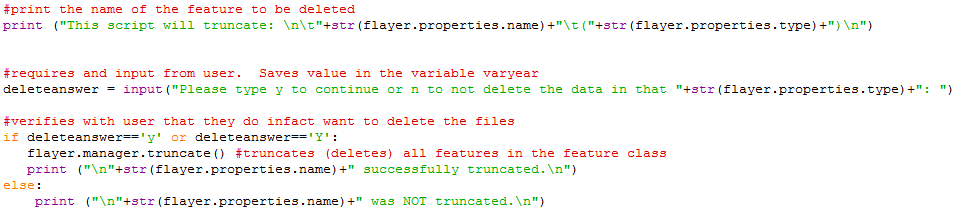 #print the name of the feature to be deleted
print ("This script will truncate: \n\t"+str(flayer.properties.name)+"\t("+str(flayer.properties.type)+")\n")
#requires and input from user.  Saves value in the variable varyear
deleteanswer = input("Please type y to continue or n to not delete the data in that "+str(flayer.properties.type)+": ")
#verifies with user that they do infact want to delete the files
if deleteanswer=='y' or deleteanswer=='Y':
   flayer.manager.truncate() #truncates (deletes) all features in the feature class
   print ("\n"+str(flayer.properties.name)+" successfully truncated.\n")
else:
    print ("\n"+str(flayer.properties.name)+" was NOT truncated.\n")